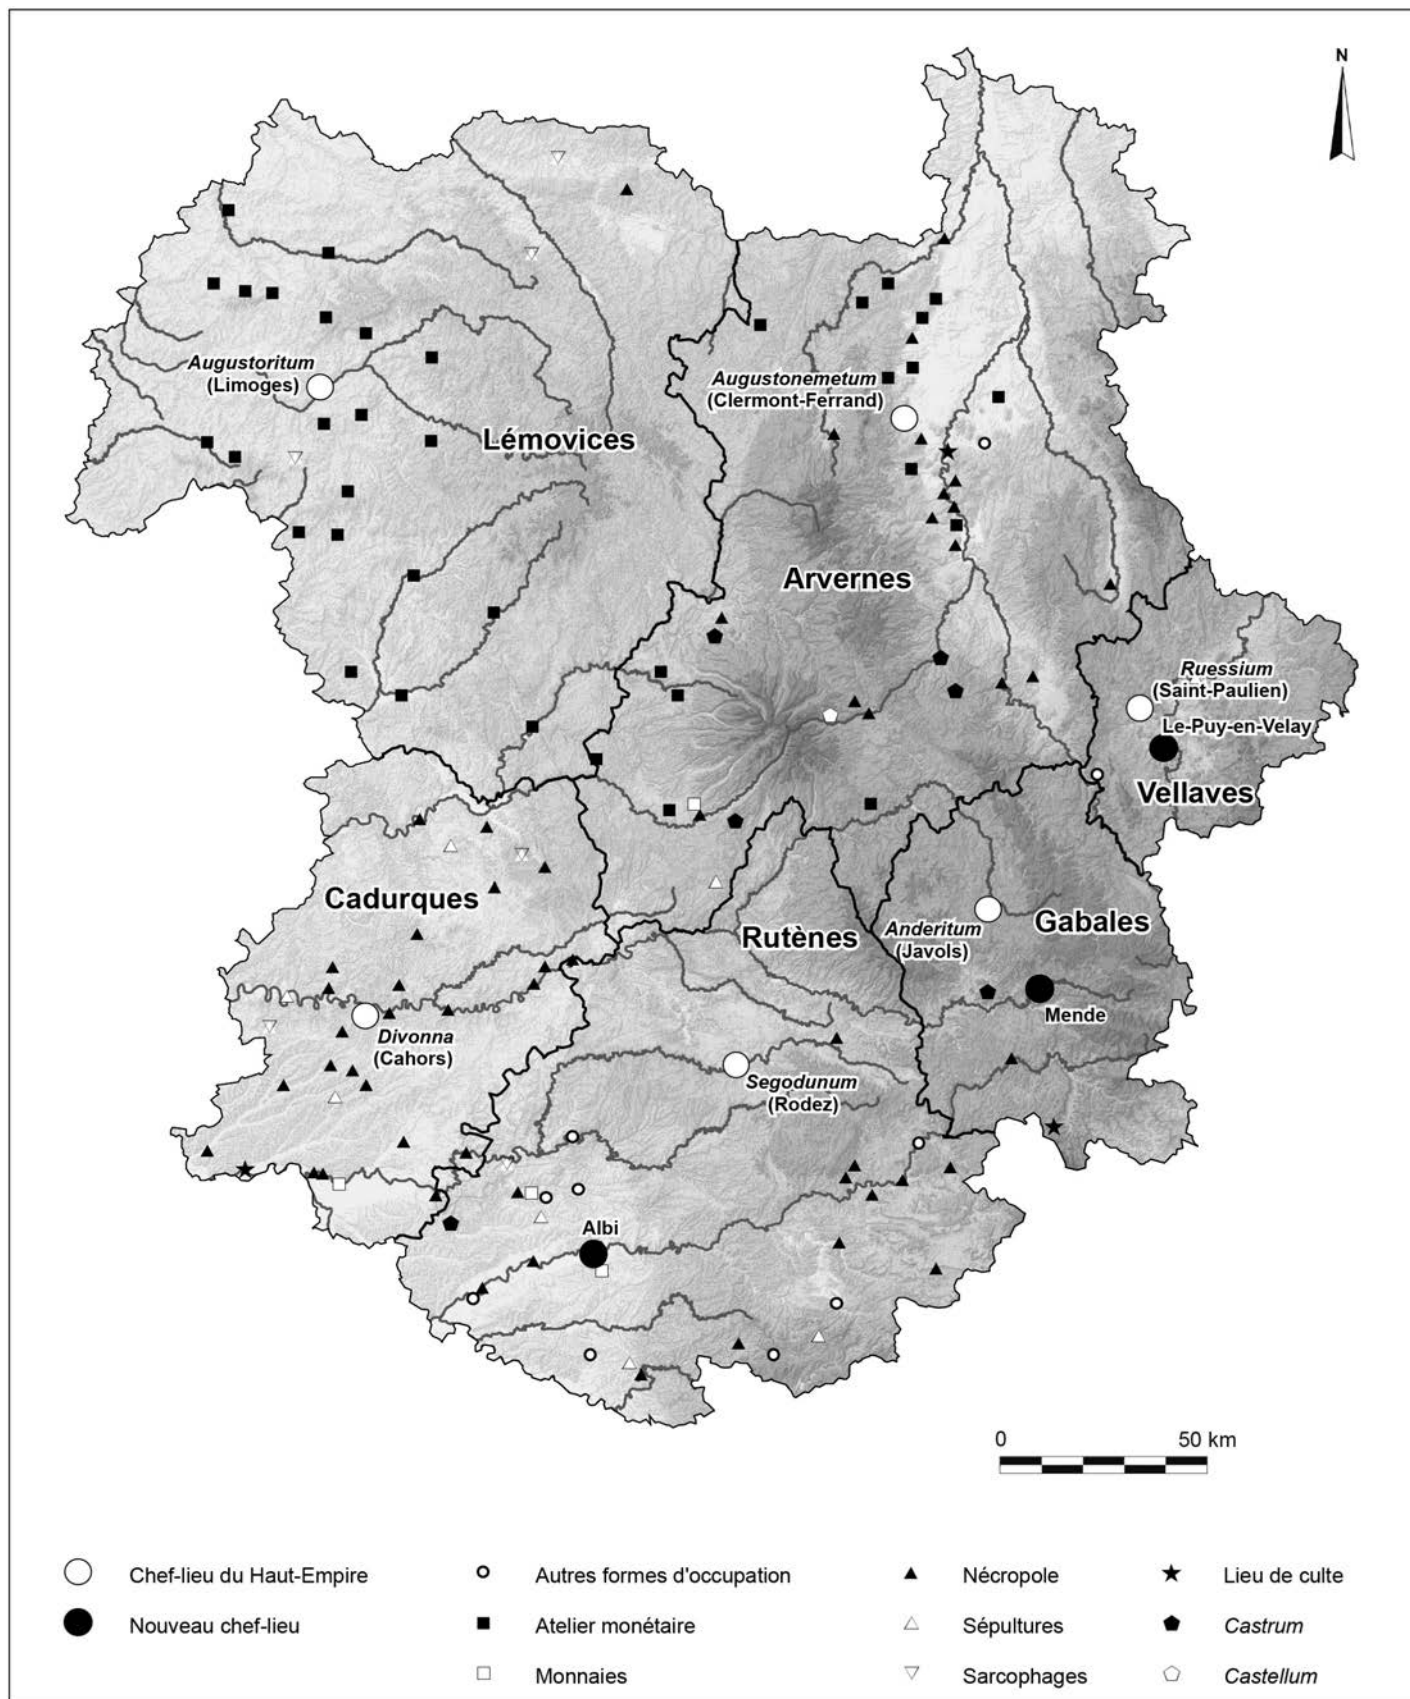 N
Augustoritum
(Limoges)
Augustonemetum
(Clermont-Ferrand)
Lémovices
Arvernes
Ruessium
(Saint-Paulien)
Le-Puy-en-Velay
Vellaves
Cadurques
Rutènes
Anderitum
(Javols)
Gabales
Mende
Divonna
(Cahors)
Segodunum
(Rodez)
Albi
0 50 km
Chef-lieu du Haut-Empire
Autres formes d'occupation
Nécropole
Lieu de culte
Nouveau chef-lieu
Atelier monétaire
Sépultures
Castrum
Monnaies
Sarcophages
Castellum